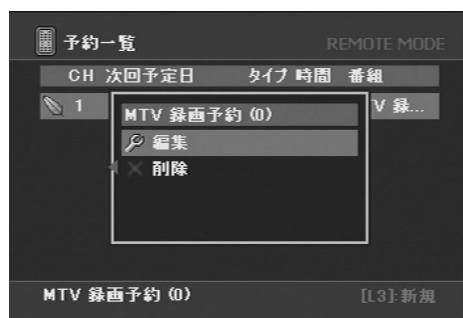 予約一覧 REMOTE MODE
CH 次回予定日 タイプ 時間 番組
1 V 録...
MTV 録画予約 (0)
編集
削除
MTV 録画予約 (0) [L3]:新規